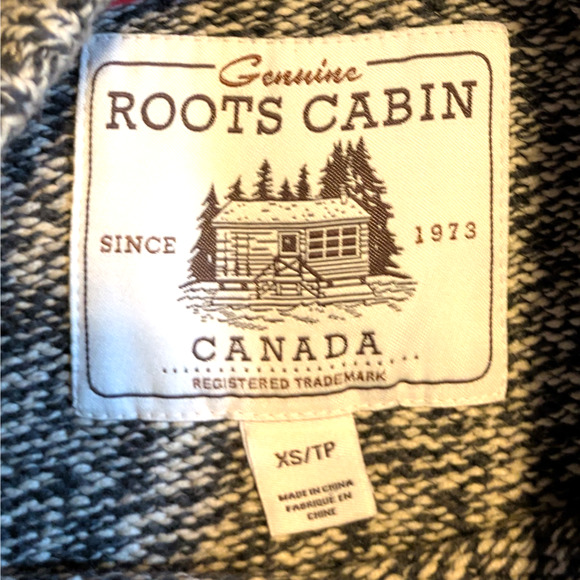 Genuine
ROOTS CABIN
SINCE 1973
CANADA
REGISTERED TRADEMARK
XS/TP
MADE IN CHINA
FABRIQUÉ EN
CHINE